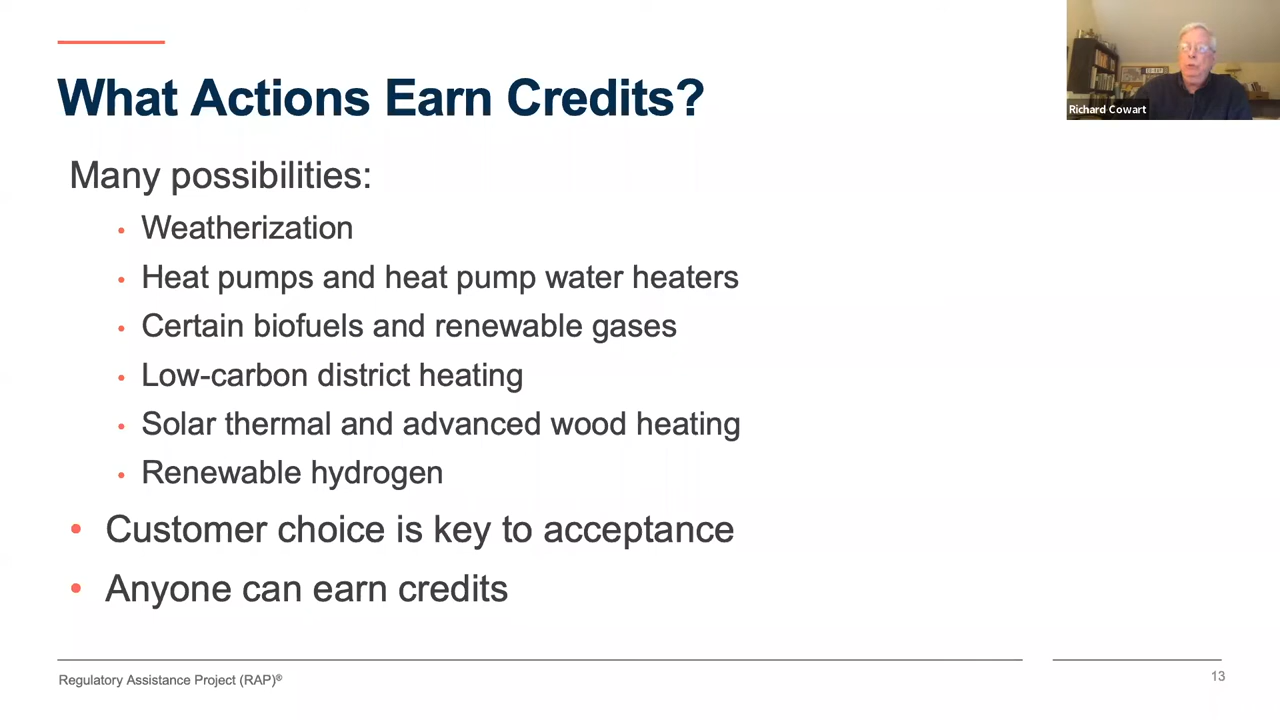 What Actions Earn Credits?
Richard Cowart
Many possibilities:
• Weatherization
• Heat pumps and heat pump water heaters
• Certain biofuels and renewable gases
• Low-carbon district heating
• Solar thermal and advanced wood heating
• Renewable hydrogen
• Customer choice is key to acceptance
• Anyone can earn credits
Regulatory Assistance Project (RAP)®
13